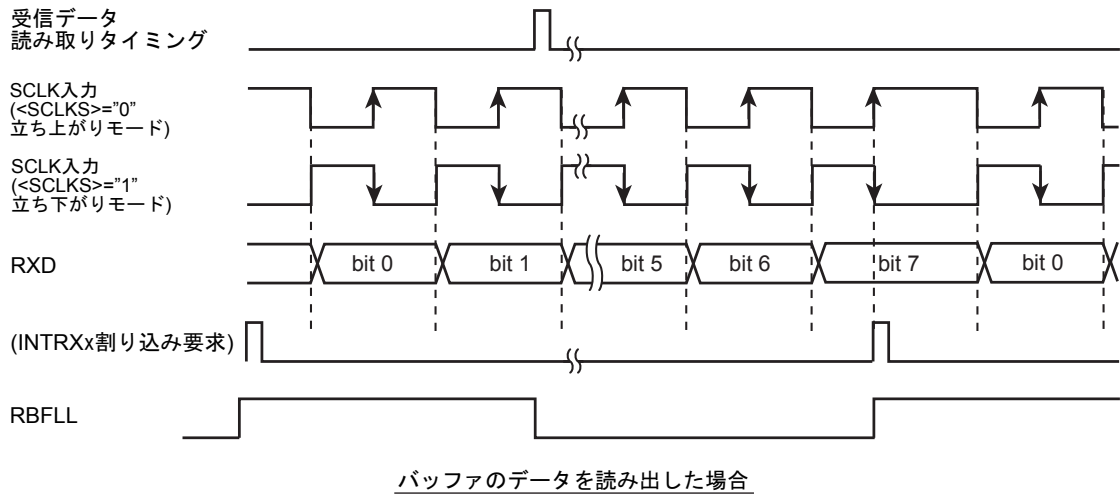 受信データ
読み取りタイミング
SCLK入力
(<SCLKS>="0"
立ち上がりモード)
SCLK入力
(<SCLKS>="1"
立ち下がりモード)
RXD
bit 0
bit 1
bit 5
bit 6
bit 7
bit 0
(INTRXx割り込み要求)
RBFLL
バッファのデータを読み出した場合